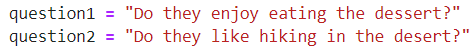 question1 = "Do they enjoy eating the dessert?"
question2 = "Do they like hiking in the desert?"